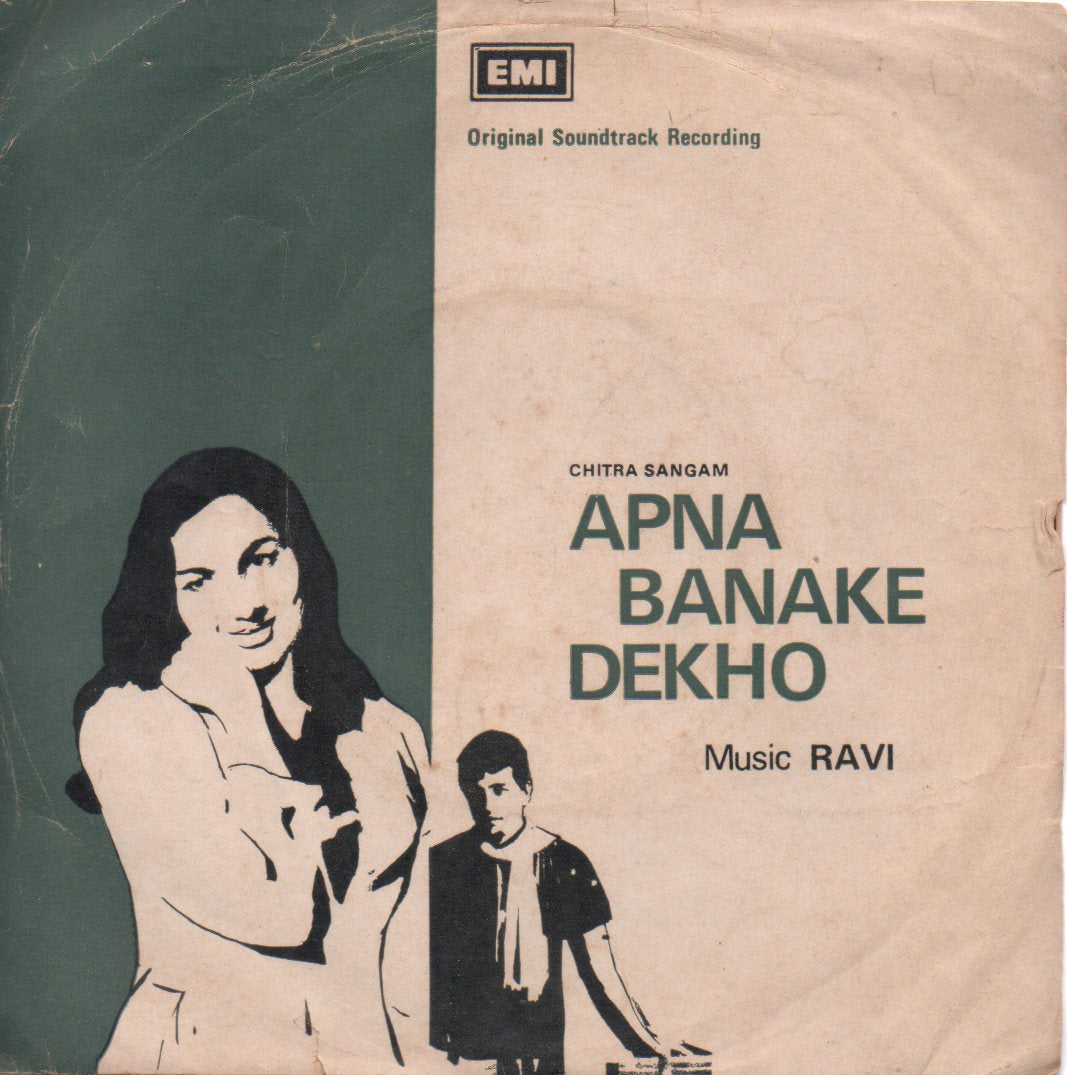 EMI
Original Soundtrack Recording
CHITRA SANGAM
APNA
BANAKE
DEKHO
Music RAVI